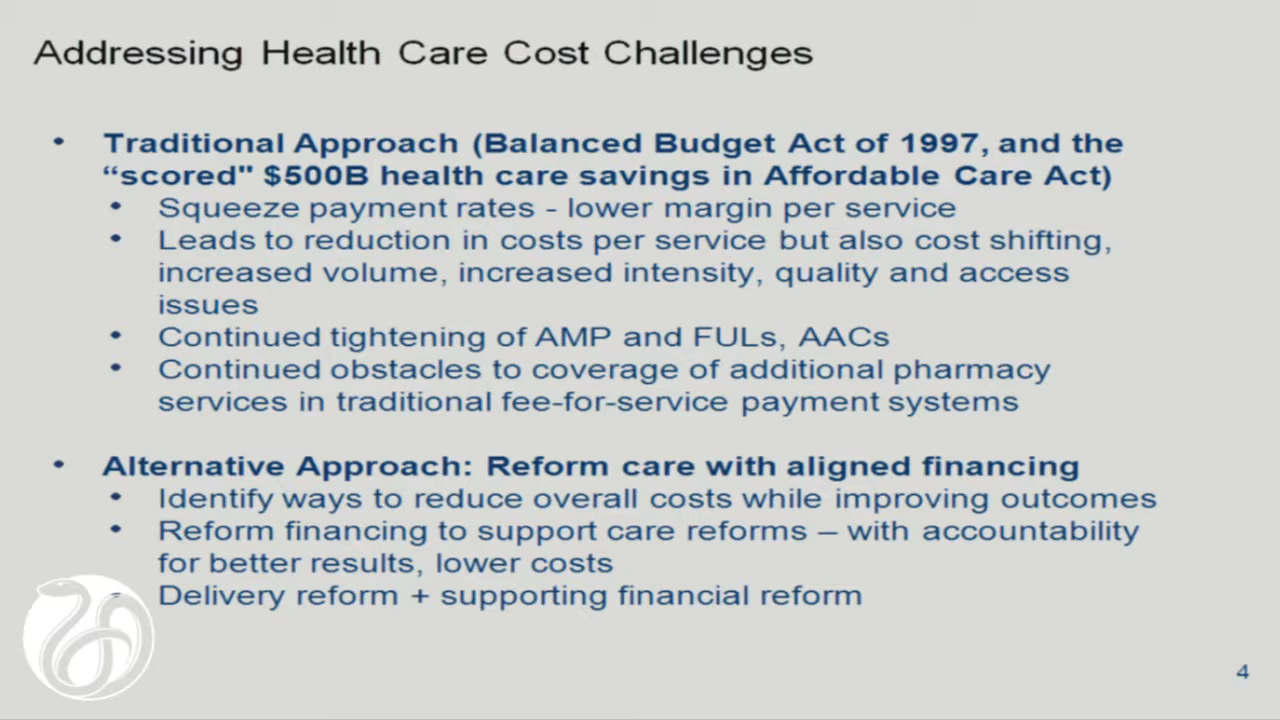 Addressing Health Care Cost Challenges
• Traditional Approach (Balanced Budget Act of 1997, and the
“scored" $500B health care savings in Affordable Care Act)
• Squeeze payment rates - lower margin per service
• Leads to reduction in costs per service but also cost shifting,
increased volume, increased intensity, quality and access
issues
• Continued tightening of AMP and FULs, AACs
• Continued obstacles to coverage of additional pharmacy
services in traditional fee-for-service payment systems
• Alternative Approach: Reform care with aligned financing
• Identify ways to reduce overall costs while improving outcomes
• Reform financing to support care reforms – with accountability
for better results, lower costs
• Delivery reform + supporting financial reform
4